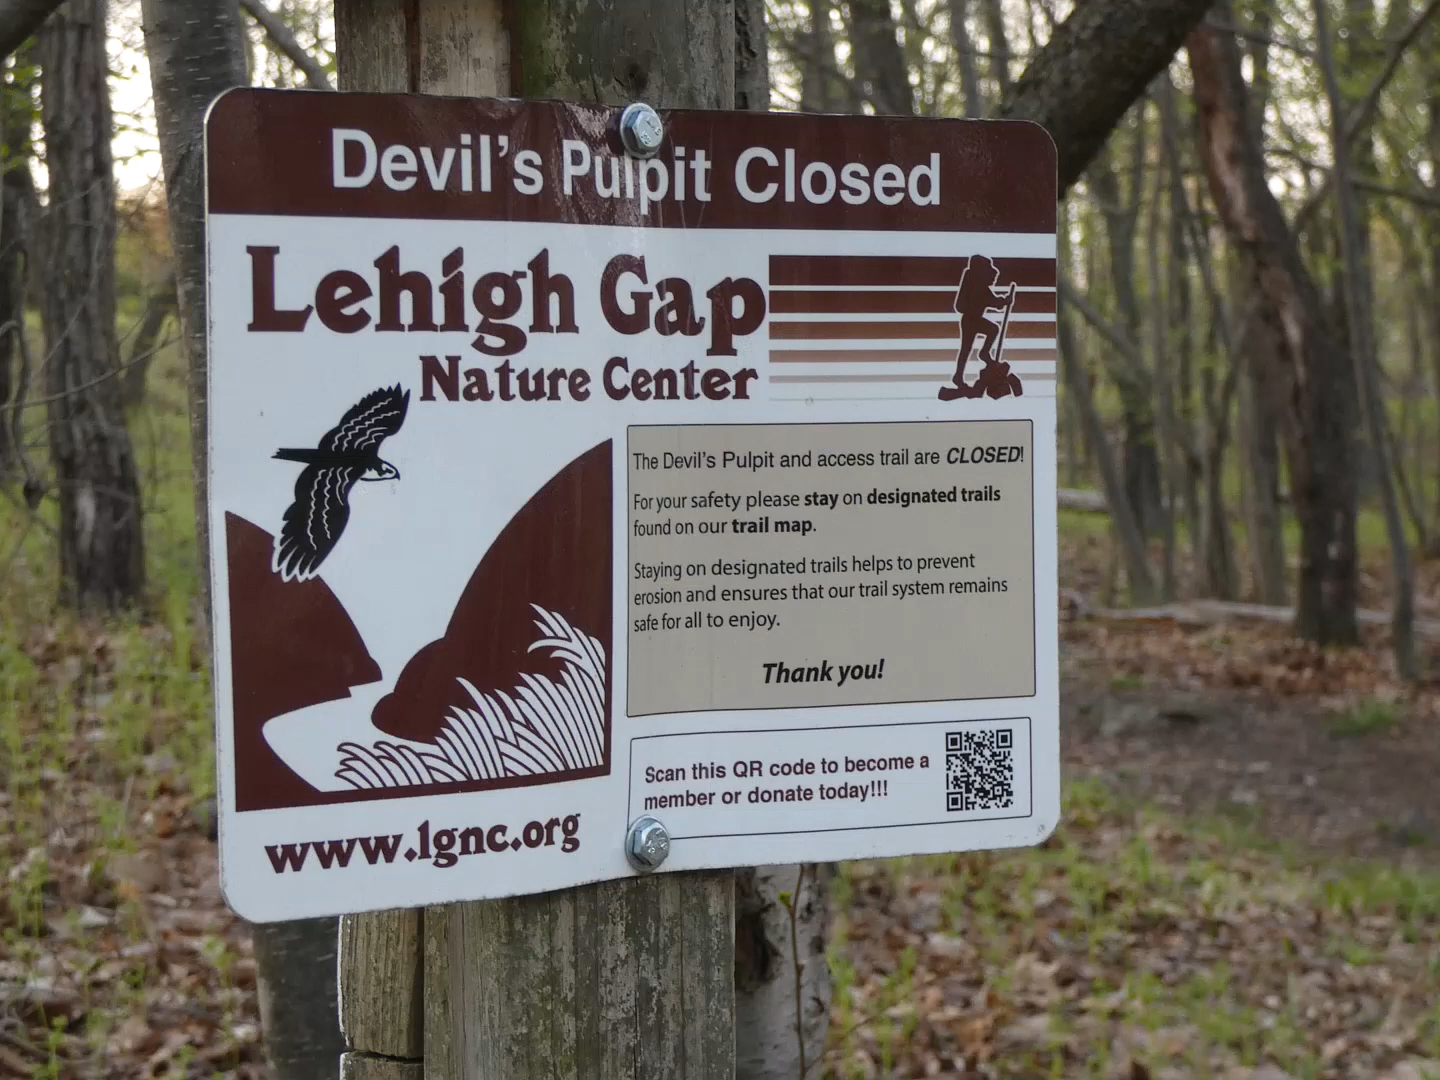 Devil's Pulpit Closed
Lehigh Gap
Nature Center
The Devil's Pulpit and access trail are CLOSED!
For your safety please stay on designated trails
found on our trail map.
Staying on designated trails helps to prevent
erosion and ensures that our trail system remains
safe for all to enjoy.
Thank you!
Scan this QR code to become a
member or donate today!!!
www.lgnc.org